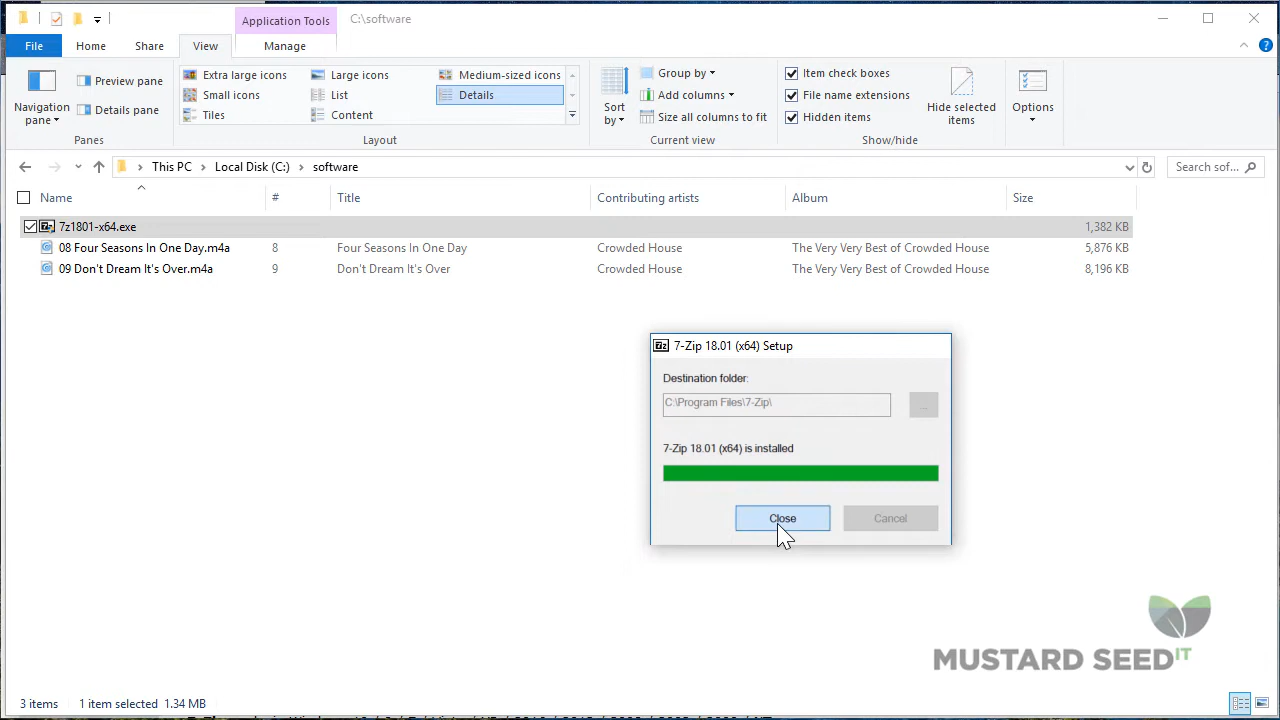 Application Tools
C:\software
File
Home
Share
View
Manage
Navigation pane
Preview pane
Details pane
Panes
Extra large icons
Large icons
Medium-sized icons
Small icons
List
Details
Tiles
Content
Layout
Sort by
Group by
Add columns
Size all columns to fit
Current view
Item check boxes
File name extensions
Hidden items
Hide selected items
Show/hide
Options
This PC
Local Disk (C:)
software
Search sof...
Name # Title Contributing artists Album Size
7z1801-x64.exe 1,382 KB
08 Four Seasons In One Day.m4a 8 Four Seasons In One Day Crowded House The Very Very Best of Crowded House 5,876 KB
09 Don't Dream It's Over.m4a 9 Don't Dream It's Over Crowded House The Very Very Best of Crowded House 8,196 KB
7z 7-Zip 18.01 (x64) Setup
Destination folder:
C:\Program Files\7-Zip\
...
7-Zip 18.01 (x64) is installed
Close
Cancel
MUSTARD SEED IT
3 items 1 item selected 1.34 MB